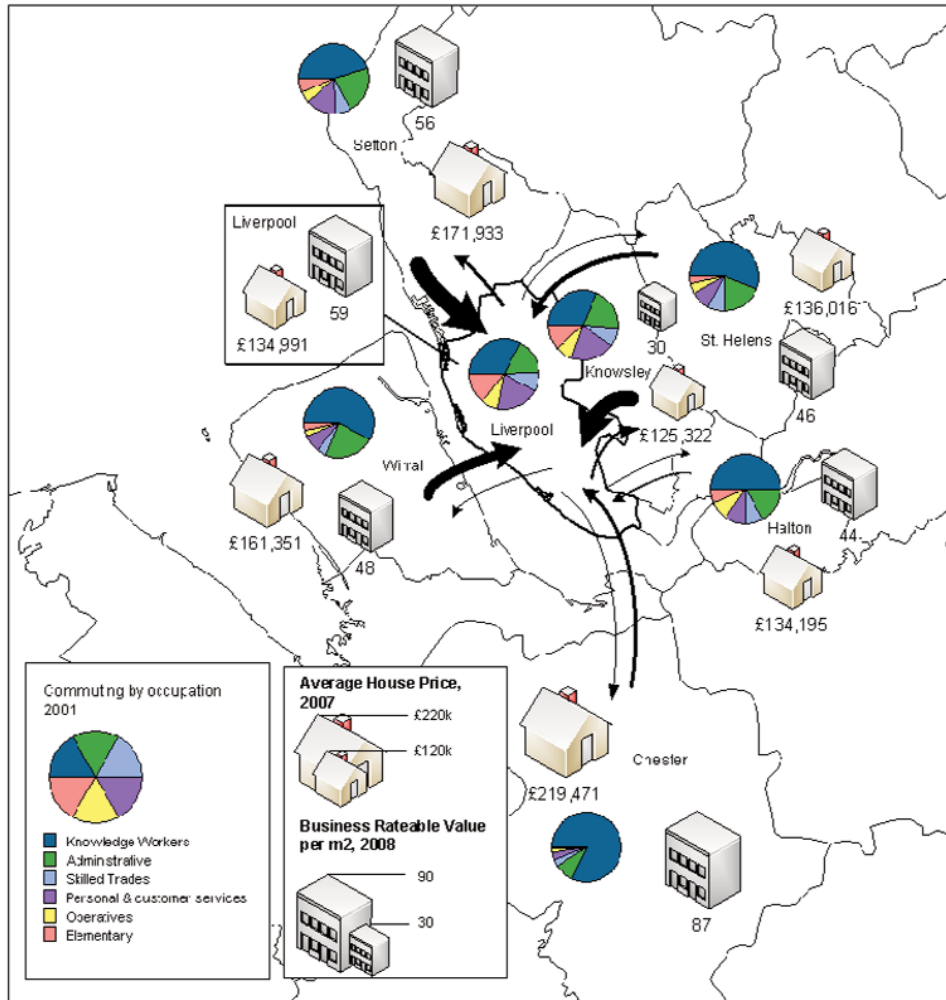 56
Sefton
£171,933
Liverpool
59
£134,991
£136,016
30
St. Helens
Knowsley
46
£125,322
Liverpool
Wirral
£161,351
48
Halton
44
£134,195
Commuting by occupation
2001
Knowledge Workers
Adminstrative
Skilled Trades
Personal & customer services
Operatives
Elementary
Average House Price,
2007
£220k
£120k
Business Rateable Value
per m2, 2008
90
30
Chester
£219,471
87